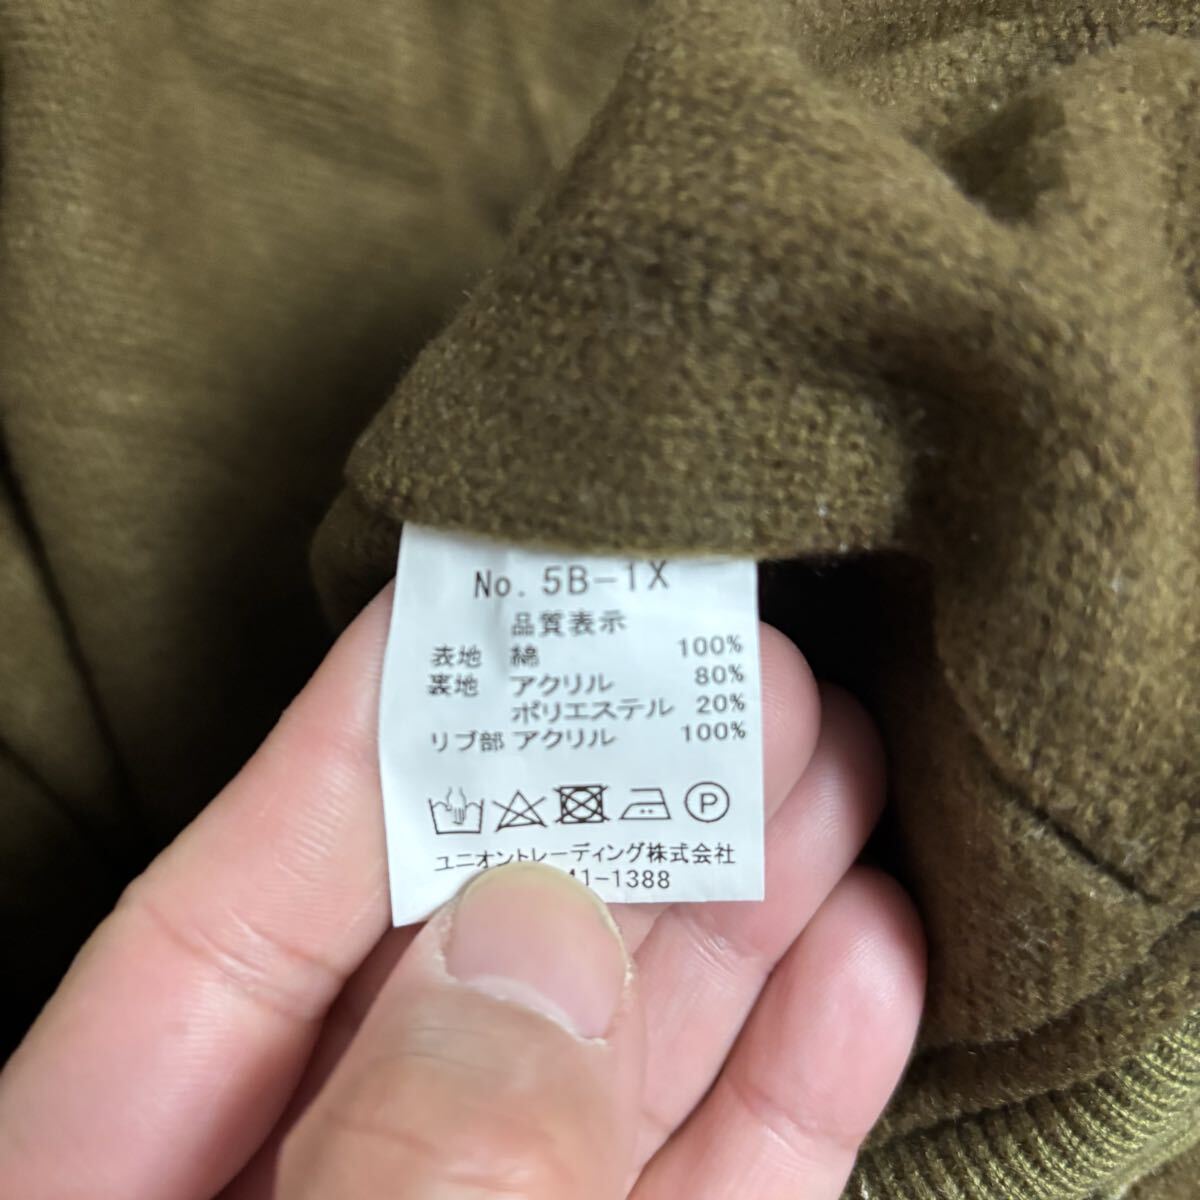 No. 5B-1X
品質表示
表地 綿 100%
裏地 アクリル 80%
ポリエステル 20%
リブ部 アクリル 100%
P
ユニオントレーディング株式会社
41-1388